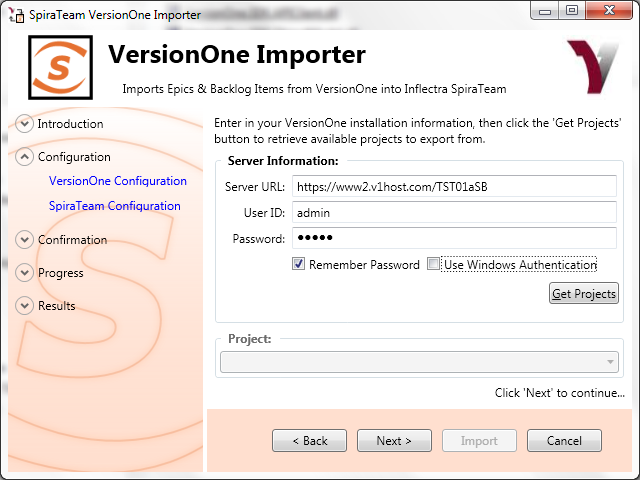 SpiraTeam VersionOne Importer
S
VersionOne Importer
Imports Epics & Backlog Items from VersionOne into Inflectra SpiraTeam
Introduction
Configuration
VersionOne Configuration
SpiraTeam Configuration
Confirmation
Progress
Results
Enter in your VersionOne installation information, then click the 'Get Projects'
button to retrieve available projects to export from.
Server Information:
Server URL: https://www2.v1host.com/TST01aSB
User ID: admin
Password: •••••
Remember Password Use Windows Authentication
Get Projects
Project:
Click 'Next' to continue...
< Back Next > Import Cancel